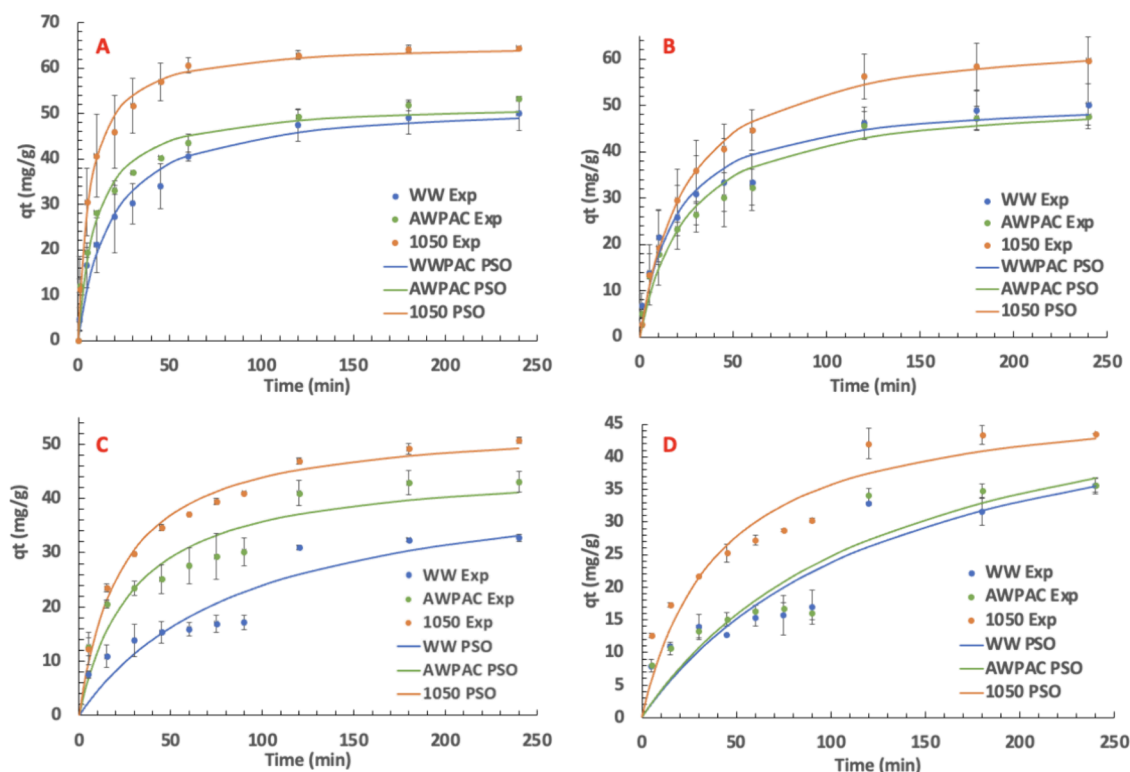 A
70
60
50
40
30
20
10
0
qt (mg/g)
0 50 100 150 200 250
Time (min)
WW Exp
AWPAC Exp
1050 Exp
WWPAC PSO
AWPAC PSO
1050 PSO
B
60
50
40
30
20
10
0
qt (mg/g)
0 50 100 150 200 250
Time (min)
WW Exp
AWPAC Exp
1050 Exp
WWPAC PSO
AWPAC PSO
1050 PSO
C
50
40
30
20
10
0
qt (mg/g)
0 50 100 150 200 250
Time (min)
WW Exp
AWPAC Exp
1050 Exp
WW PSO
AWPAC PSO
1050 PSO
D
45
40
35
30
25
20
15
10
5
0
qt (mg/g)
0 50 100 150 200 250
Time (min)
WW Exp
AWPAC Exp
1050 Exp
WW PSO
AWPAC PSO
1050 PSO